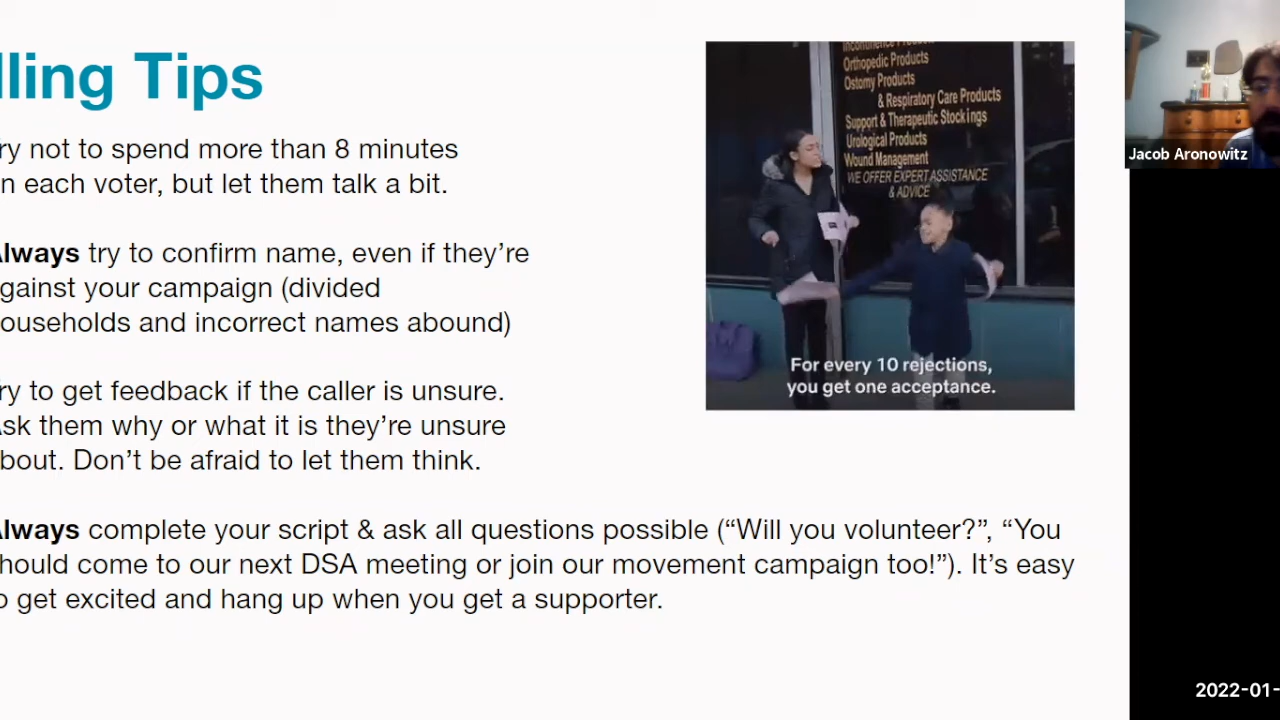 lling Tips
ry not to spend more than 8 minutes
n each voter, but let them talk a bit.
lways try to confirm name, even if they're
gainst your campaign (divided
ouseholds and incorrect names abound)
ry to get feedback if the caller is unsure.
sk them why or what it is they're unsure
bout. Don't be afraid to let them think.
lways complete your script & ask all questions possible (“Will you volunteer?”, “You
hould come to our next DSA meeting or join our movement campaign too!”). It's easy
o get excited and hang up when you get a supporter.
Orthopedic Products
Ostomy Products
& Respiratory Care Products
Support & Therapeutic Stockings
Urological Products
Wound Management
WE OFFER EXPERT ASSISTANCE
& ADVICE
For every 10 rejections,
you get one acceptance.
Jacob Aronowitz
2022-01-